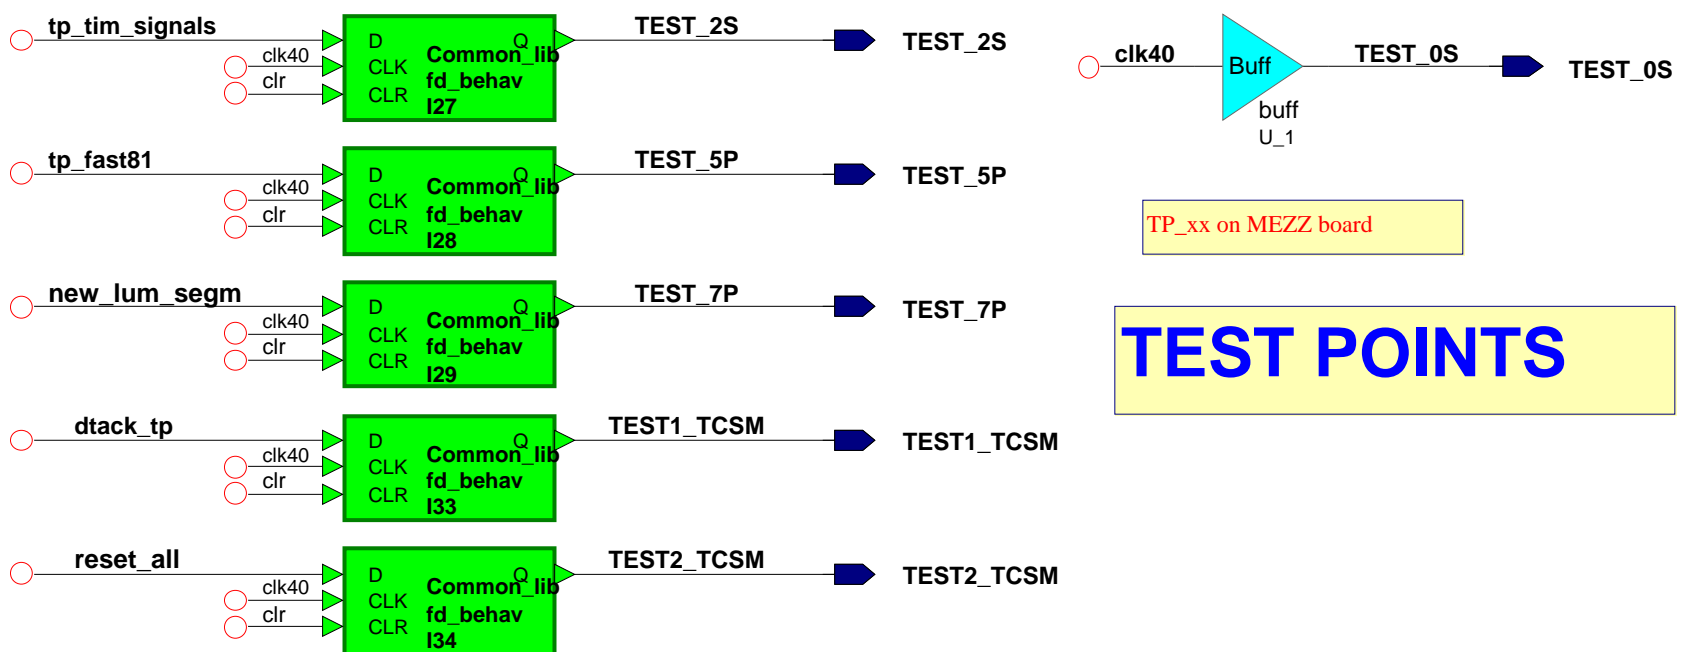 tp_tim_signals
TEST_2S
TEST_2S
D
Q
clk40
CLK
Common_lib
clr
CLR
fd_behav
I27
clk40
Buff
TEST_0S
TEST_0S
buff
U_1
tp_fast81
TEST_5P
TEST_5P
D
Q
clk40
CLK
Common_lib
clr
CLR
fd_behav
I28
TP_xx on MEZZ board
new_lum_segm
TEST_7P
TEST_7P
D
Q
clk40
CLK
Common_lib
clr
CLR
fd_behav
I29
TEST POINTS
dtack_tp
TEST1_TCSM
TEST1_TCSM
D
Q
clk40
CLK
Common_lib
clr
CLR
fd_behav
I33
reset_all
TEST2_TCSM
TEST2_TCSM
D
Q
clk40
CLK
Common_lib
clr
CLR
fd_behav
I34